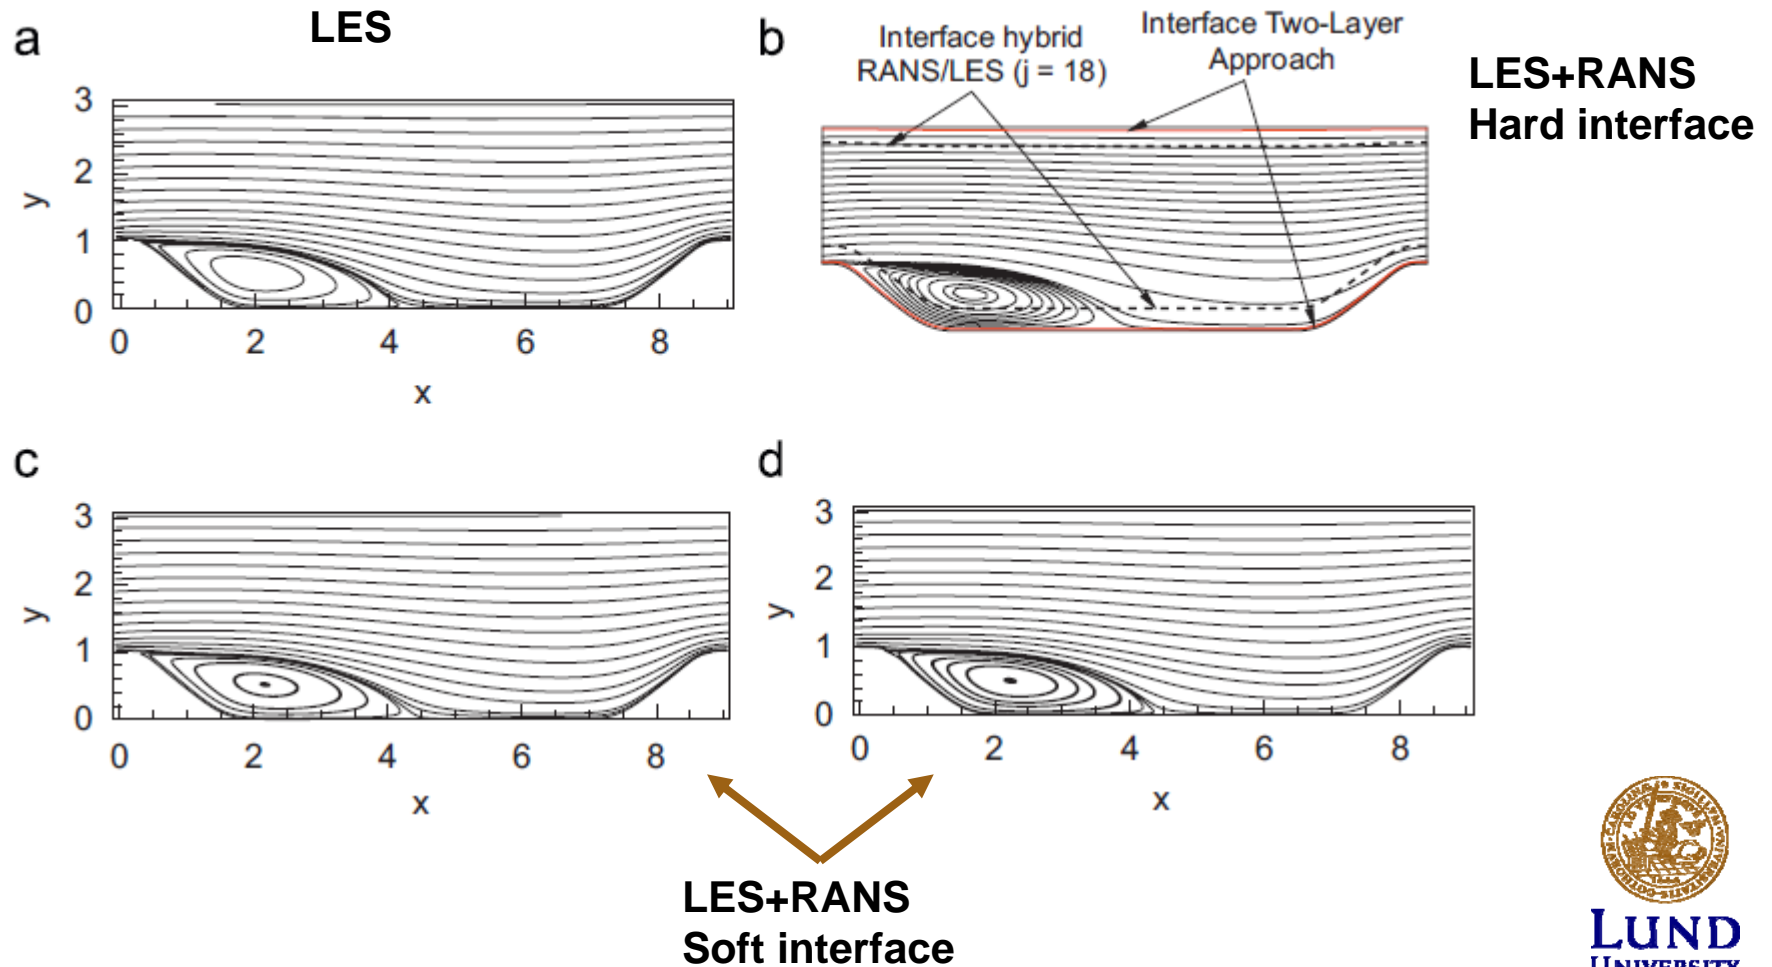 a
LES
b
Interface hybrid
RANS/LES (j = 18)
Interface Two-Layer
Approach
LES+RANS
Hard interface
3
2
y
1
0
0 2 4 6 8
x
c
d
3
2
y
1
0
0 2 4 6 8
x
3
2
y
1
0
0 2 4 6 8
x
LES+RANS
Soft interface
LUND
UNIVERSITY